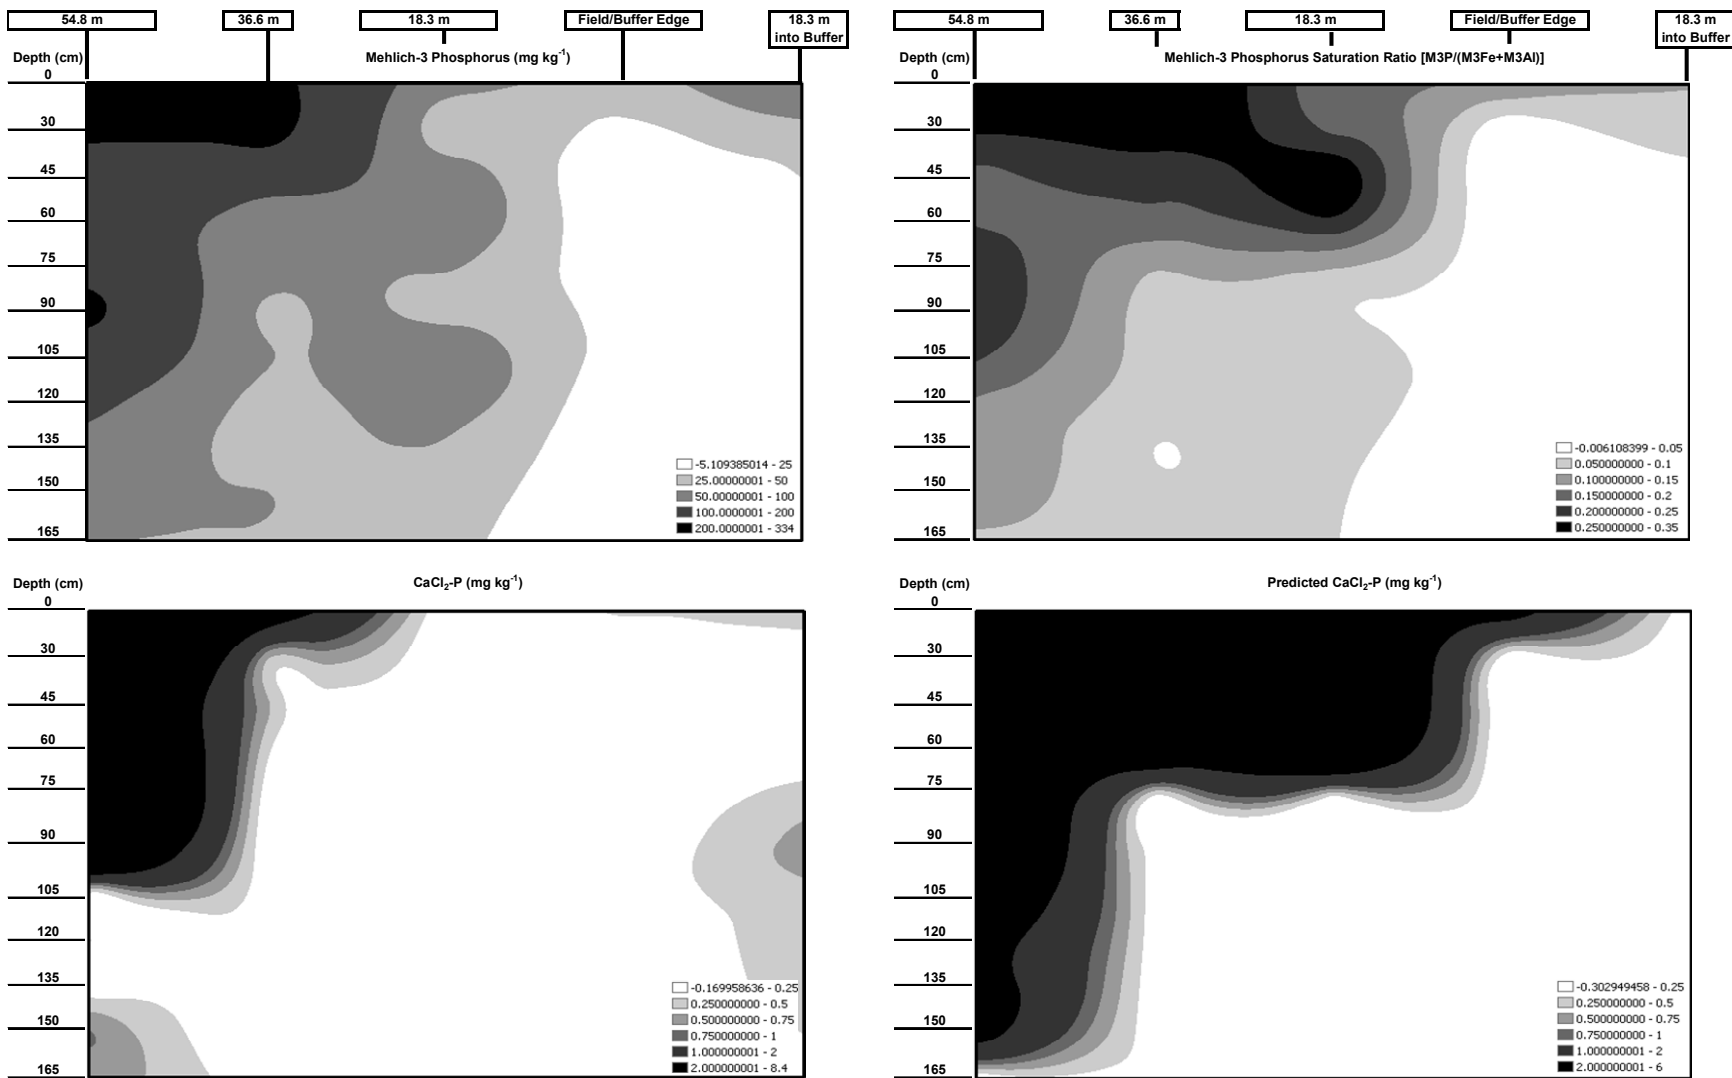 54.8 m 36.6 m 18.3 m Field/Buffer Edge 18.3 m
into Buffer
Depth (cm) Mehlich-3 Phosphorus (mg kg⁻¹)
0
30
45
60
75
90
105
120
135
150
165
-5.109385014 - 25
25.00000001 - 50
50.00000001 - 100
100.0000001 - 200
200.0000001 - 334
54.8 m 36.6 m 18.3 m Field/Buffer Edge 18.3 m
into Buffer
Depth (cm) Mehlich-3 Phosphorus Saturation Ratio [M3P/(M3Fe+M3Al)]
0
30
45
60
75
90
105
120
135
150
165
-0.006108399 - 0.05
0.050000000 - 0.1
0.100000000 - 0.15
0.150000000 - 0.2
0.200000000 - 0.25
0.250000000 - 0.35
Depth (cm) CaCl₂-P (mg kg⁻¹)
0
30
45
60
75
90
105
120
135
150
165
-0.169958636 - 0.25
0.250000000 - 0.5
0.500000000 - 0.75
0.750000000 - 1
1.000000001 - 2
2.000000001 - 8.4
Depth (cm) Predicted CaCl₂-P (mg kg⁻¹)
0
30
45
60
75
90
105
120
135
150
165
-0.302949458 - 0.25
0.250000000 - 0.5
0.500000000 - 0.75
0.750000000 - 1
1.000000001 - 2
2.000000001 - 6